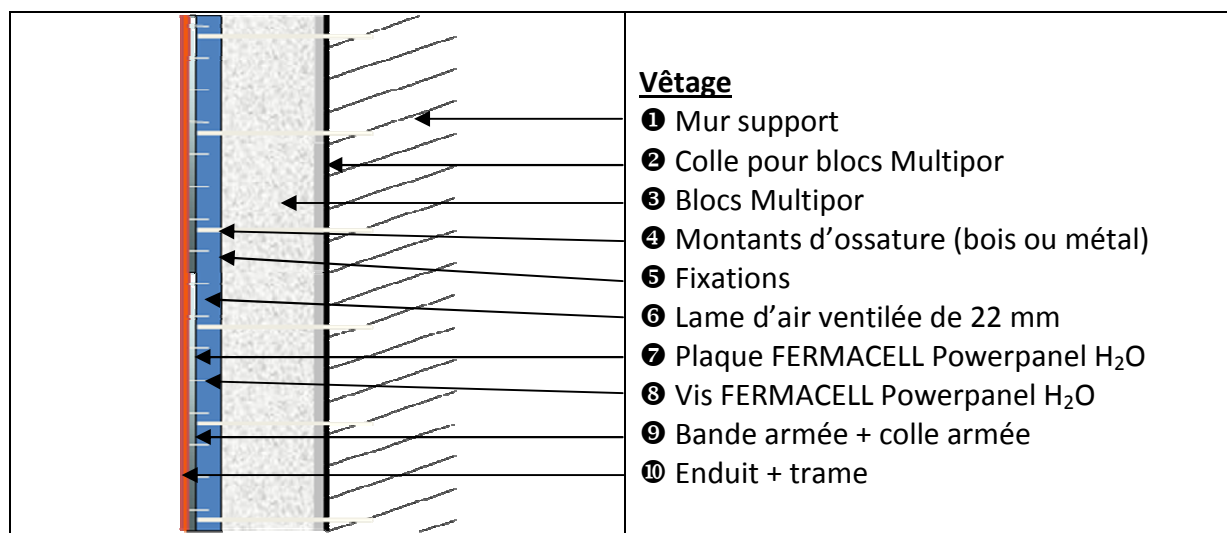 Vêtage
❶ Mur support
❷ Colle pour blocs Multipor
❸ Blocs Multipor
❹ Montants d’ossature (bois ou métal)
❺ Fixations
❻ Lame d’air ventilée de 22 mm
❼ Plaque FERMACELL Powerpanel H₂O
❽ Vis FERMACELL Powerpanel H₂O
❾ Bande armée + colle armée
❿ Enduit + trame